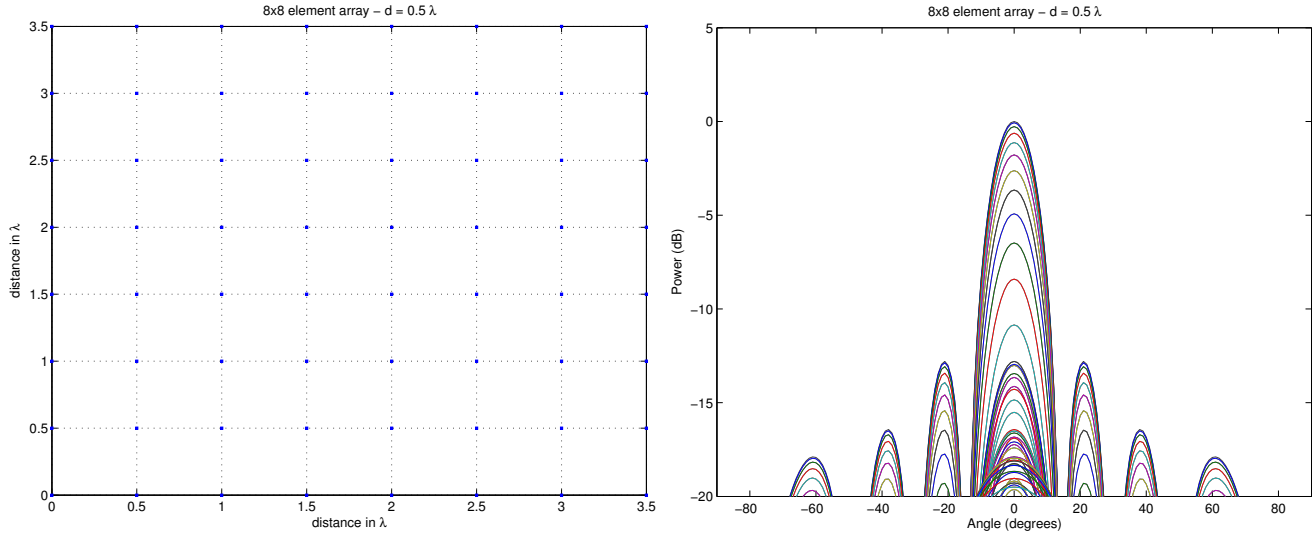 8x8 element array − d = 0.5 λ
3.5
3
2.5
2
1.5
1
0.5
0
distance in λ
0 0.5 1 1.5 2 2.5 3 3.5
distance in λ
8x8 element array − d = 0.5 λ
5
0
−5
−10
−15
−20
Power (dB)
−80 −60 −40 −20 0 20 40 60 80
Angle (degrees)